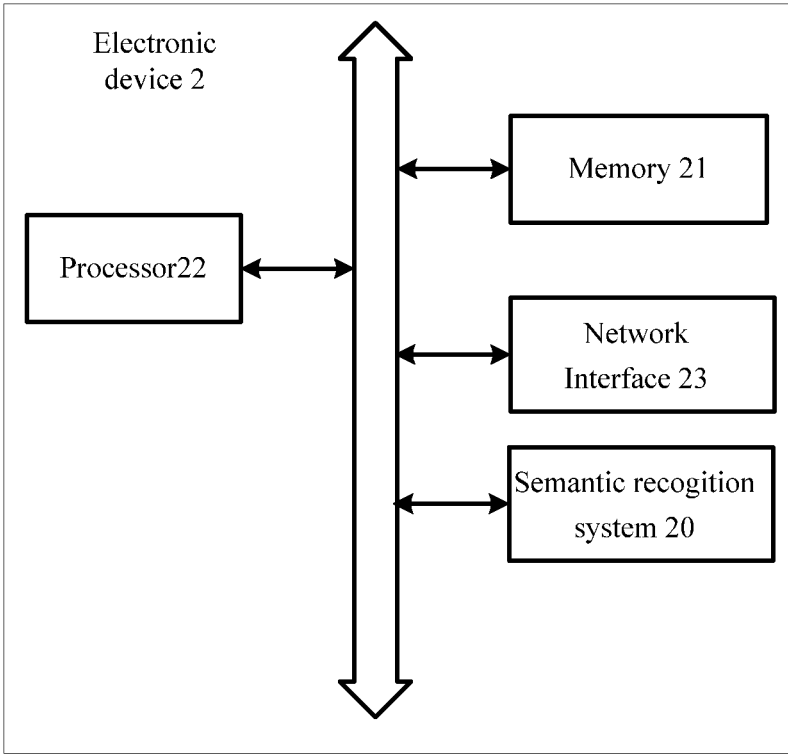 Electronic
device 2
Memory 21
Processor22
Network
Interface 23
Semantic recogition
system 20